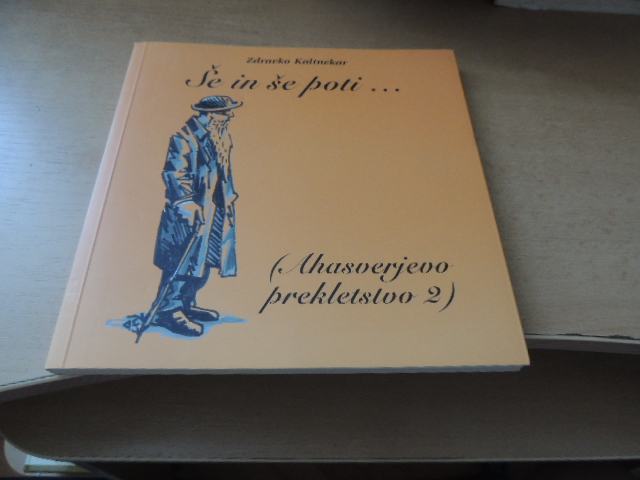 Zdravko Kaltnekar
Še in še poti ...
(Ahasverjevo
prekletstvo 2)